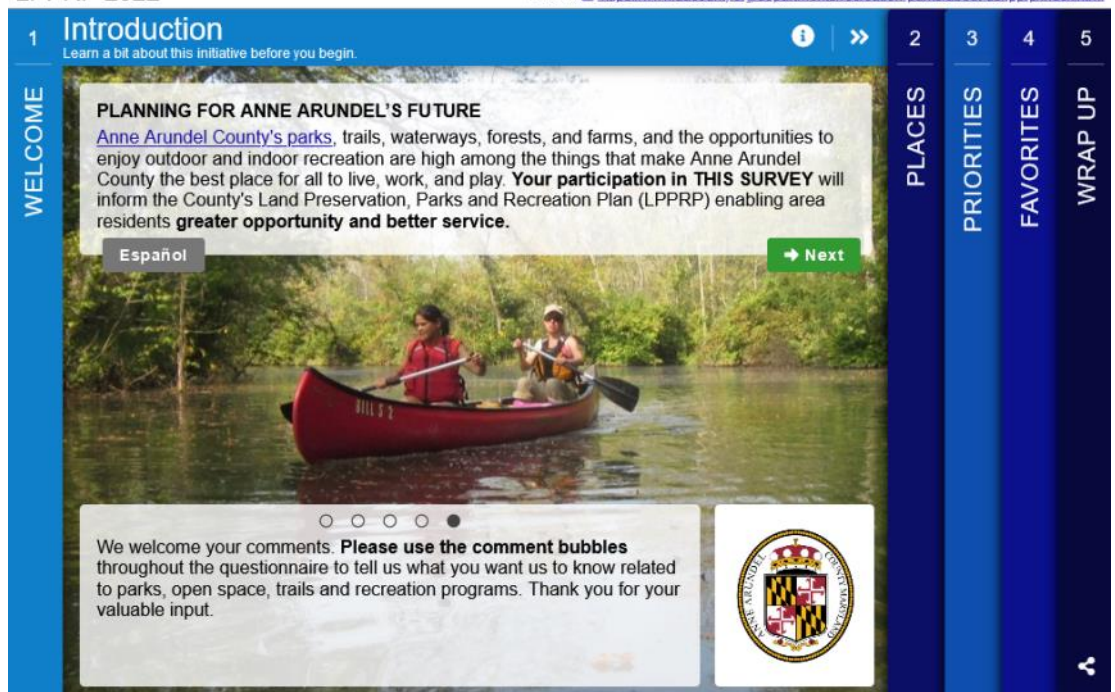 1
WELCOME
Introduction
Learn a bit about this initiative before you begin.
PLANNING FOR ANNE ARUNDEL'S FUTURE
Anne Arundel County's parks, trails, waterways, forests, and farms, and the opportunities to
enjoy outdoor and indoor recreation are high among the things that make Anne Arundel
County the best place for all to live, work, and play. Your participation in THIS SURVEY will
inform the County's Land Preservation, Parks and Recreation Plan (LPPRP) enabling area
residents greater opportunity and better service.
Español
Next
BILL S 2
We welcome your comments. Please use the comment bubbles
throughout the questionnaire to tell us what you want us to know related
to parks, open space, trails and recreation programs. Thank you for your
valuable input.
ANNE ARUNDEL COUNTY MARYLAND
2
PLACES
3
PRIORITIES
4
FAVORITES
5
WRAP UP